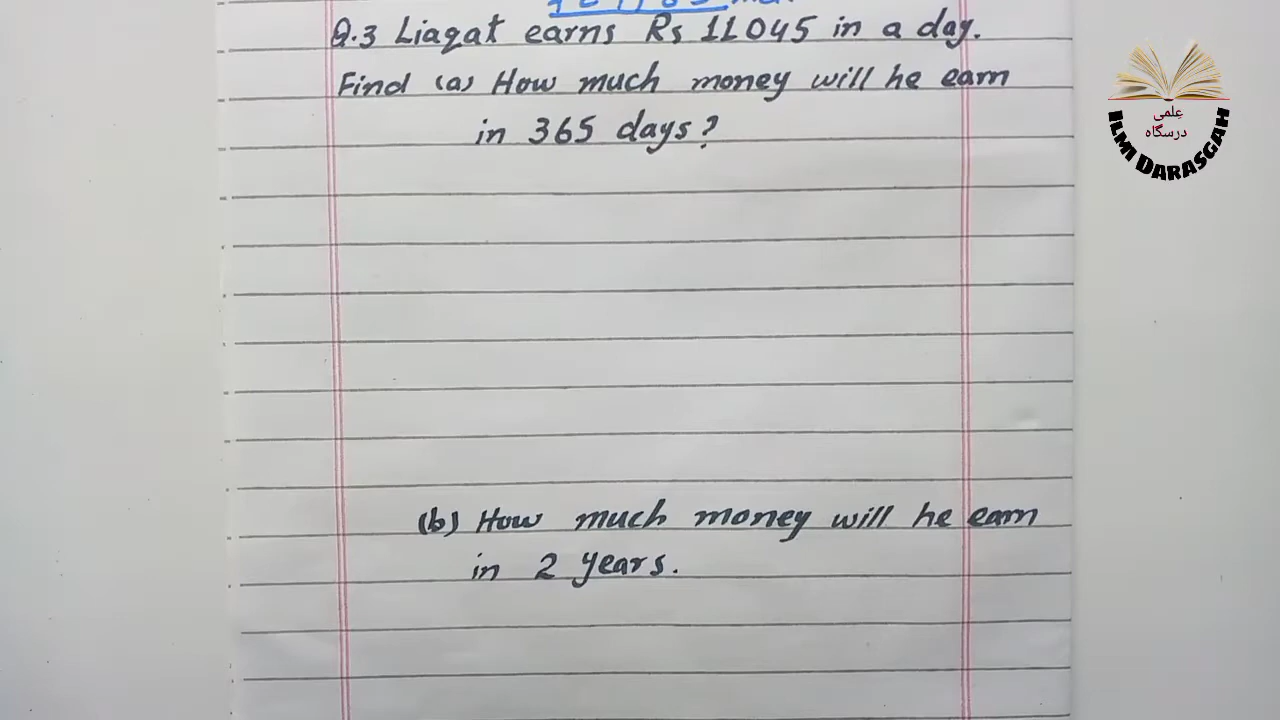 Q.3 Liaqat earns Rs 11045 in a day.
Find (a) How much money will he earn
in 365 days?
(b) How much money will he earn
in 2 years.
عِلمی
درسگاہ
ILMI DARASGAH